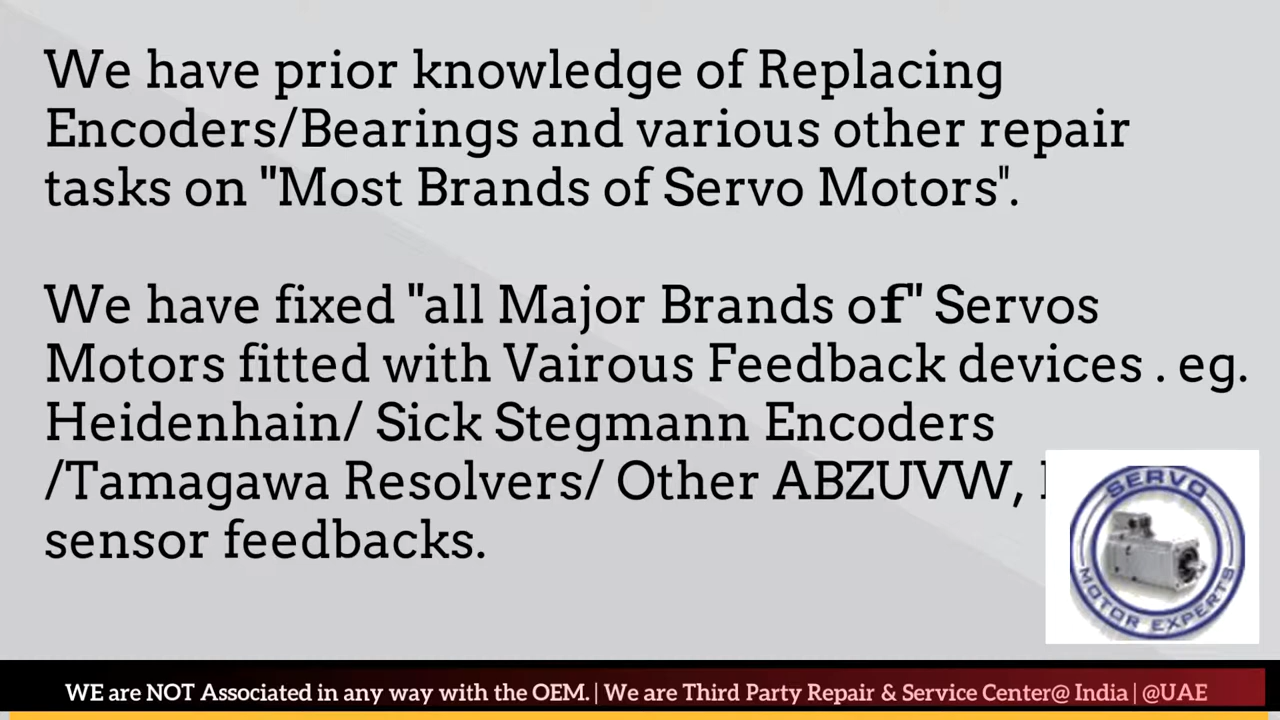 We have prior knowledge of Replacing
Encoders/Bearings and various other repair
tasks on "Most Brands of Servo Motors".
We have fixed "all Major Brands of" Servos
Motors fitted with Vairous Feedback devices . eg.
Heidenhain/ Sick Stegmann Encoders
/Tamagawa Resolvers/ Other ABZUVW,
sensor feedbacks.
SERVO
MOTOR EXPERTS
WE are NOT Associated in any way with the OEM. | We are Third Party Repair & Service Center@ India | @UAE